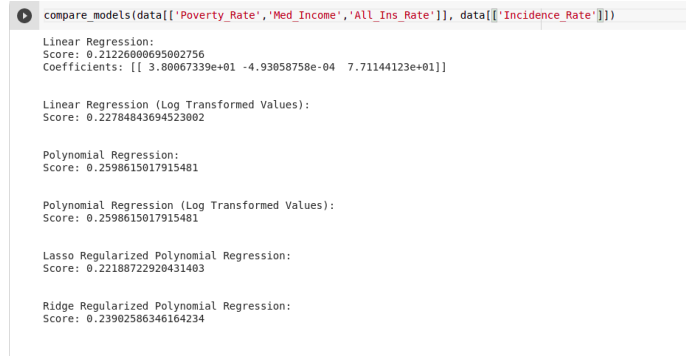 compare_models(data[['Poverty_Rate','Med_Income','All_Ins_Rate']], data[['Incidence_Rate']])
Linear Regression:
Score: 0.21226000695002756
Coefficients: [[ 3.80067339e+01 -4.93058758e-04  7.71144123e+01]]
Linear Regression (Log Transformed Values):
Score: 0.22784843694523002
Polynomial Regression:
Score: 0.2598615017915481
Polynomial Regression (Log Transformed Values):
Score: 0.2598615017915481
Lasso Regularized Polynomial Regression:
Score: 0.22188722920431403
Ridge Regularized Polynomial Regression:
Score: 0.23902586346164234